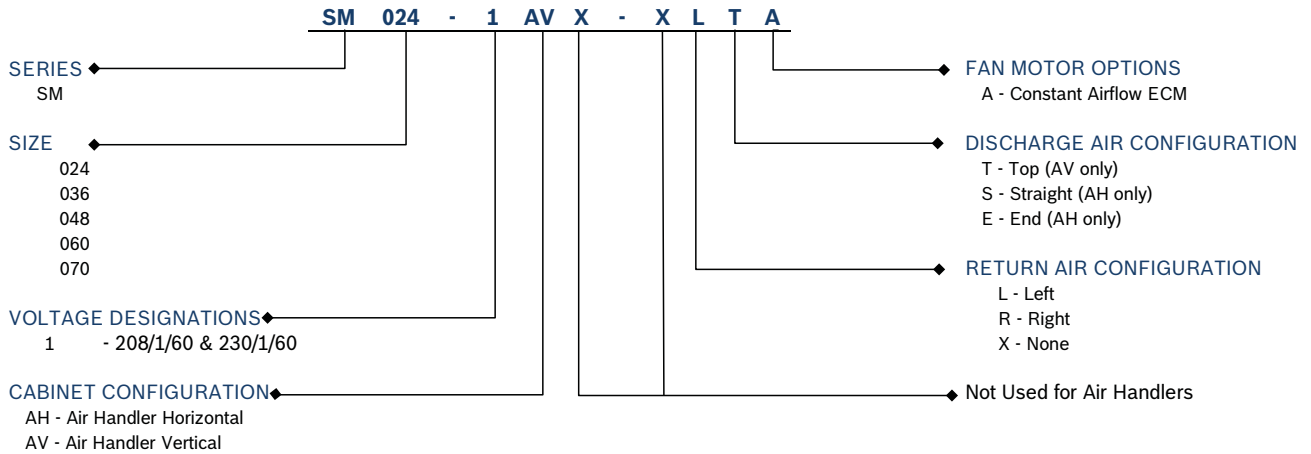 SM 024 - 1 AV X - X L T A
SERIES
SM
SIZE
024
036
048
060
070
VOLTAGE DESIGNATIONS
1 - 208/1/60 & 230/1/60
CABINET CONFIGURATION
AH - Air Handler Horizontal
AV - Air Handler Vertical
FAN MOTOR OPTIONS
A - Constant Airflow ECM
DISCHARGE AIR CONFIGURATION
T - Top (AV only)
S - Straight (AH only)
E - End (AH only)
RETURN AIR CONFIGURATION
L - Left
R - Right
X - None
Not Used for Air Handlers